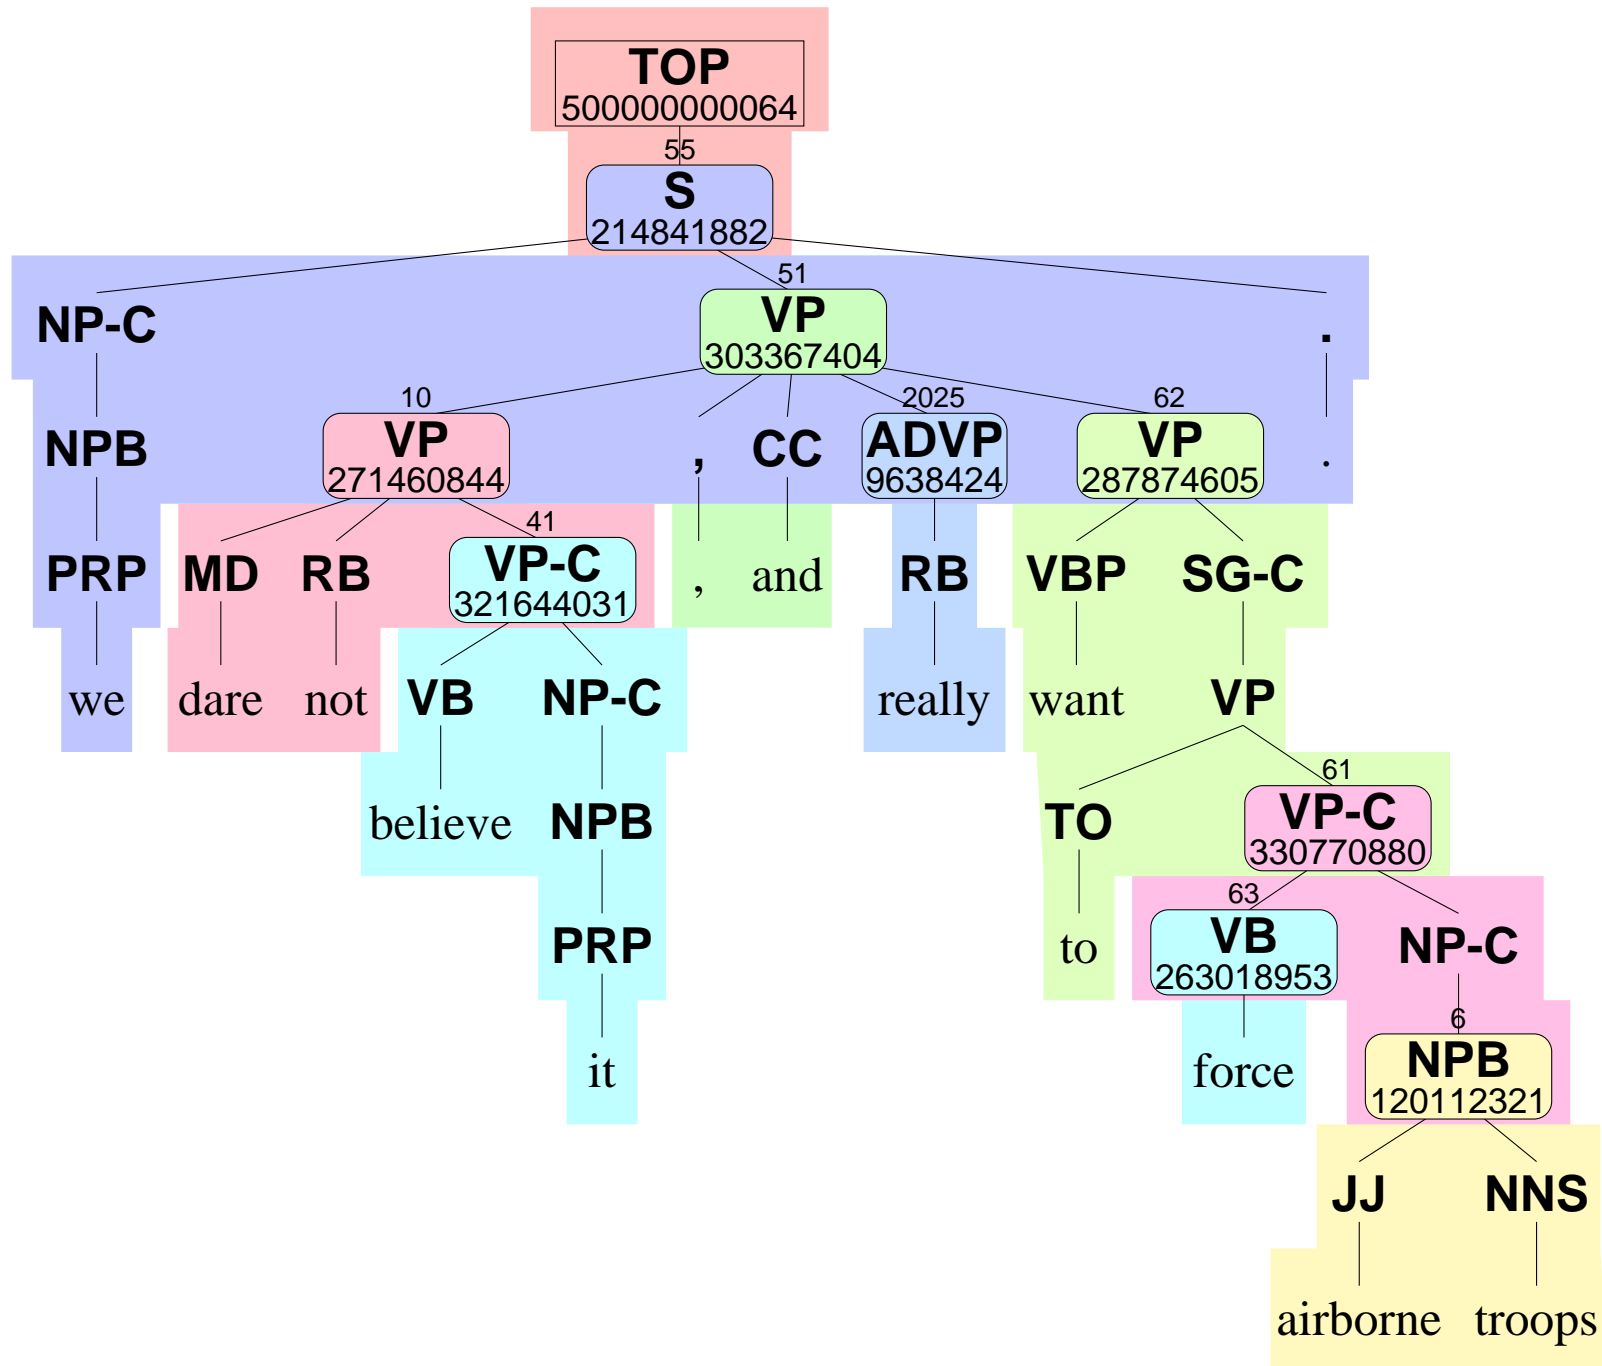 TOP
500000000064
55
S
214841882
51
NP-C VP .
303367404
10 2025 62
NPB VP , CC ADVP VP .
271460844 9638424 287874605
41
PRP MD RB VP-C , and RB VBP SG-C
321644031
we dare not VB NP-C really want VP
61
believe NPB TO VP-C
330770880
63
PRP to VB NP-C
263018953
6
it force NPB
120112321
JJ NNS
airborne troops